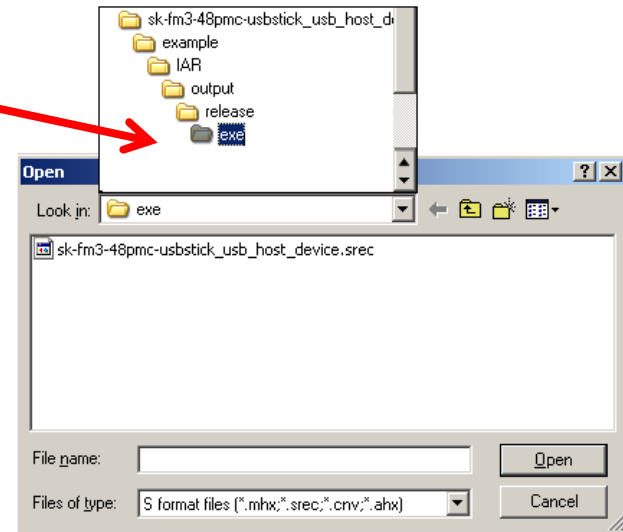 sk-fm3-48pmc-usbstick_usb_host_d
example
IAR
output
release
exe
Open
Look in: exe
sk-fm3-48pmc-usbstick_usb_host_device.srec
File name:
Open
Files of type: S format files (*.mhx;*.srec;*.cnv;*.ahx)
Cancel